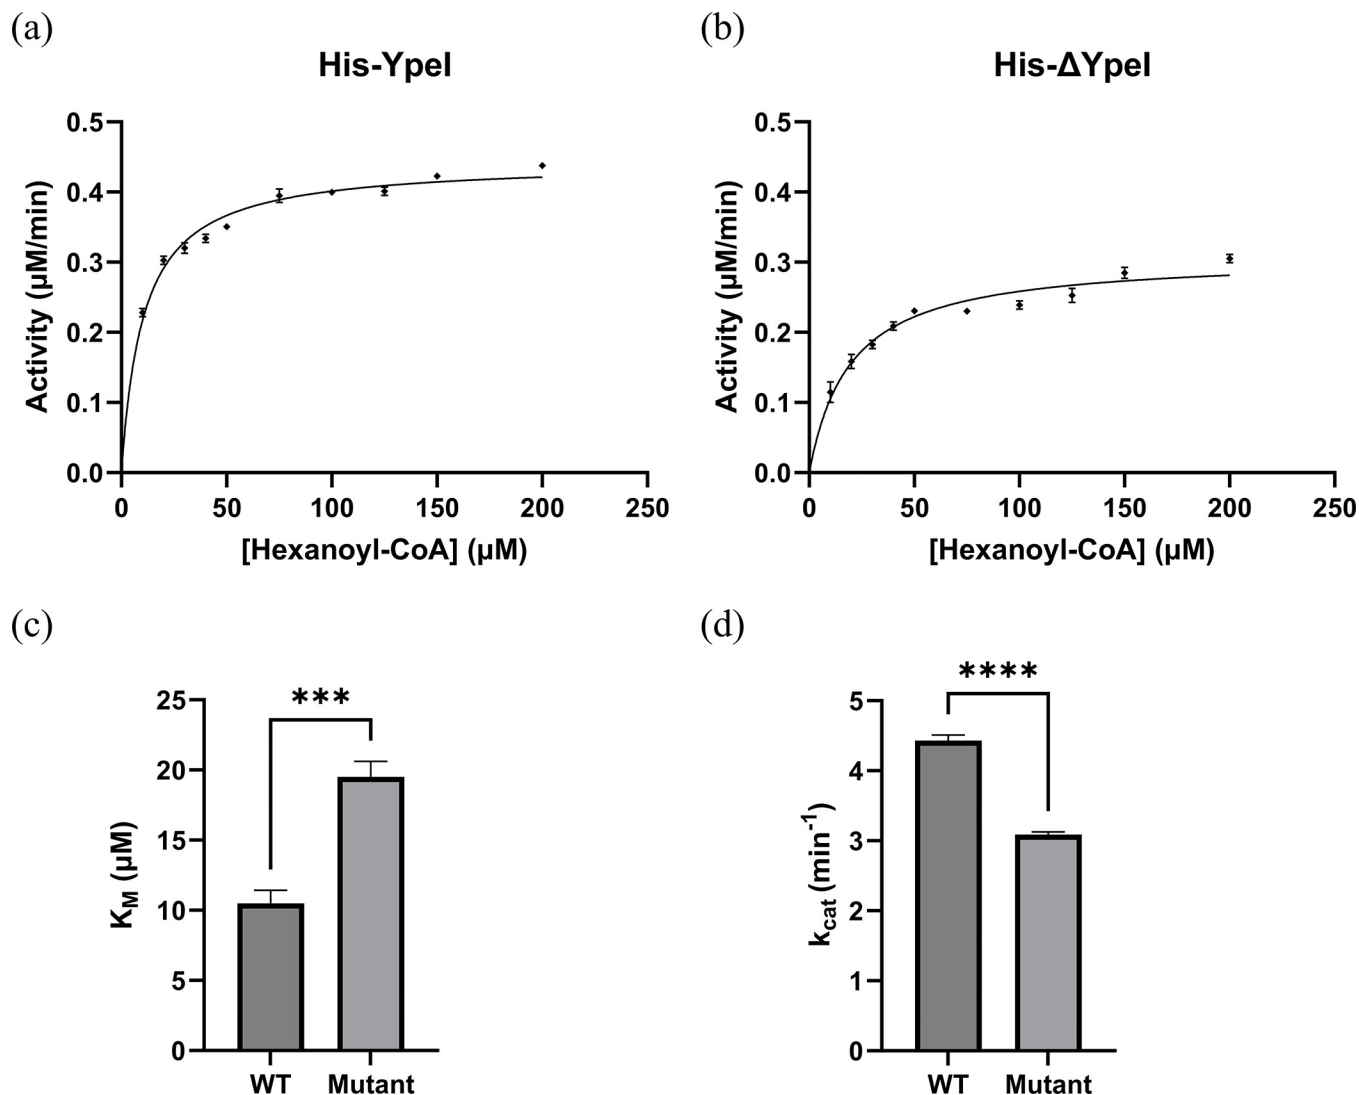 (a)
His-YpeI
Activity (μM/min)
0.5
0.4
0.3
0.2
0.1
0.0
0 50 100 150 200 250
[Hexanoyl-CoA] (μM)
(b)
His-ΔYpeI
Activity (μM/min)
0.5
0.4
0.3
0.2
0.1
0.0
0 50 100 150 200 250
[Hexanoyl-CoA] (μM)
(c)
***
K_M (μM)
25
20
15
10
5
0
WT Mutant
(d)
****
k_cat (min^-1)
5
4
3
2
1
0
WT Mutant